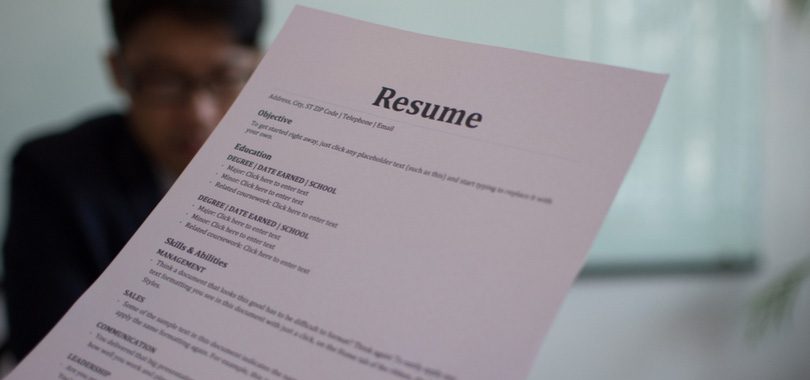 Resume
Address, City, ST ZIP Code | Telephone | Email
Objective
To get started right away, just click any placeholder text (such as this) and start typing to replace it with
your own.
Education
DEGREE | DATE EARNED | SCHOOL
· Major: Click here to enter text
· Minor: Click here to enter text
· Related coursework: Click here to enter text
DEGREE | DATE EARNED | SCHOOL
· Major: Click here to enter text
· Minor: Click here to enter text
· Related coursework: Click here to enter text
Skills & Abilities
MANAGEMENT
· Think a document that looks this good has to be difficult to format? Think again! To easily apply any
text formatting you see in this document with just a click, on the Home tab of the ribbon, check out
Styles.
SALES
· Some of the sample text in this document indicates the name
apply the same formatting again. For example, this
COMMUNICATION
· You delivered that big presentation
how well you work and
LEADERSHIP
· Are you